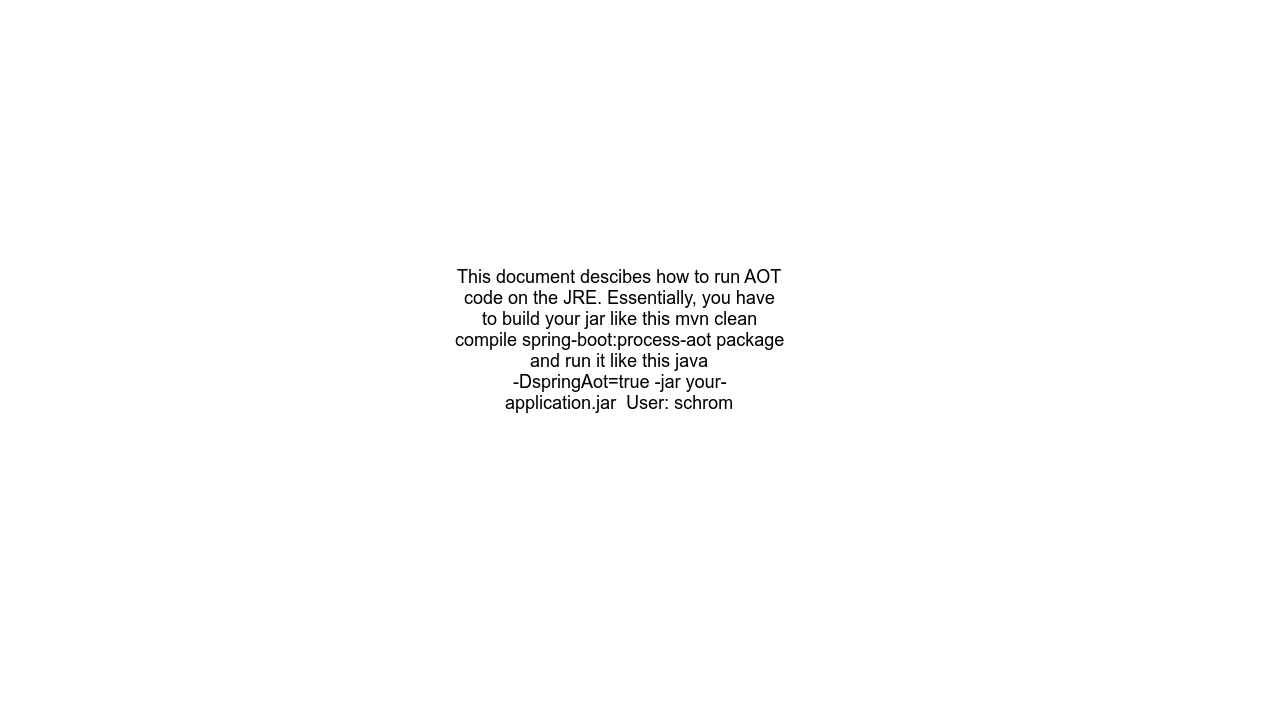 This document descibes how to run AOT
code on the JRE. Essentially, you have
to build your jar like this mvn clean
compile spring-boot:process-aot package
and run it like this java
-DspringAot=true -jar your-
application.jar  User: schrom